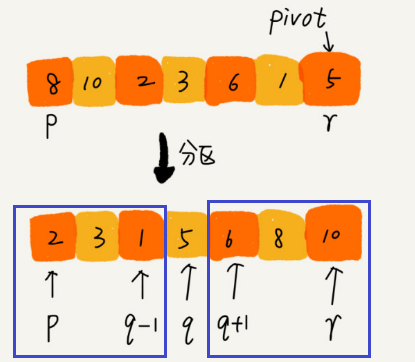 pivot
8 10 2 3 6 1 5
p r
分区
2 3 1 5 6 8 10
p q-1 q q+1 r